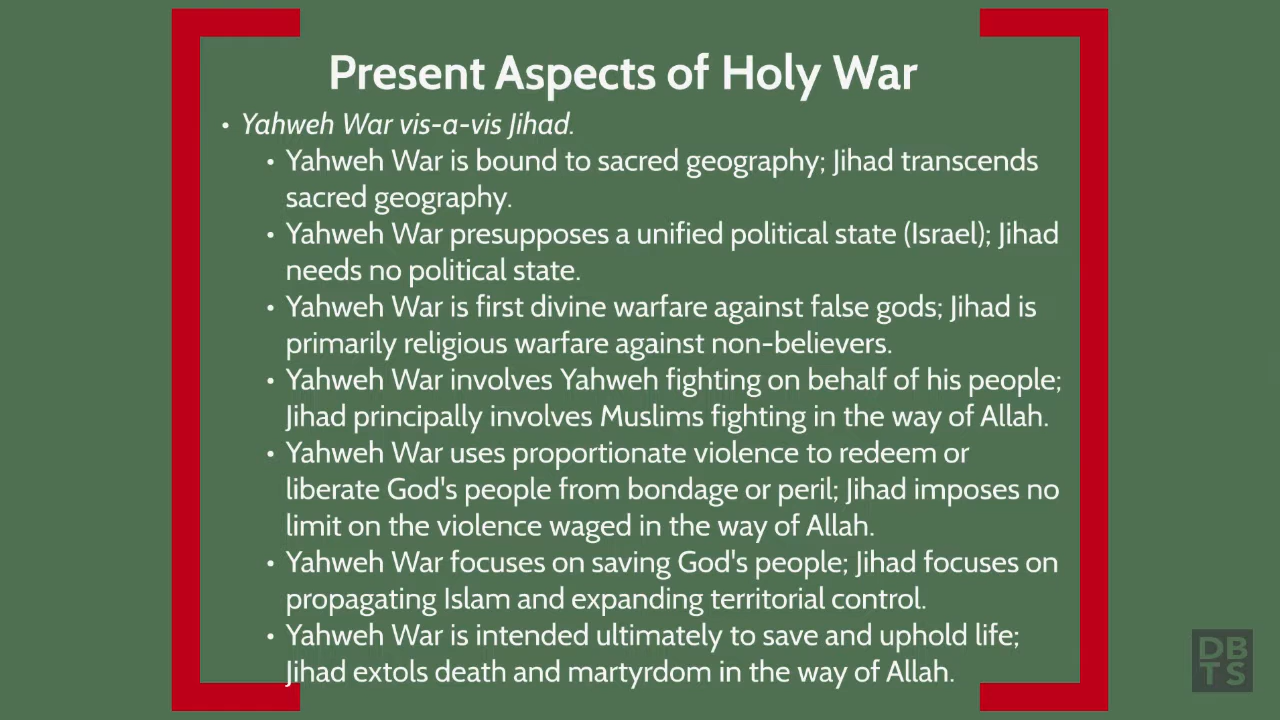 Present Aspects of Holy War
• Yahweh War vis-a-vis Jihad.
• Yahweh War is bound to sacred geography; Jihad transcends
sacred geography.
• Yahweh War presupposes a unified political state (Israel); Jihad
needs no political state.
• Yahweh War is first divine warfare against false gods; Jihad is
primarily religious warfare against non-believers.
• Yahweh War involves Yahweh fighting on behalf of his people;
Jihad principally involves Muslims fighting in the way of Allah.
• Yahweh War uses proportionate violence to redeem or
liberate God's people from bondage or peril; Jihad imposes no
limit on the violence waged in the way of Allah.
• Yahweh War focuses on saving God's people; Jihad focuses on
propagating Islam and expanding territorial control.
• Yahweh War is intended ultimately to save and uphold life;
Jihad extols death and martyrdom in the way of Allah.
DB
TS